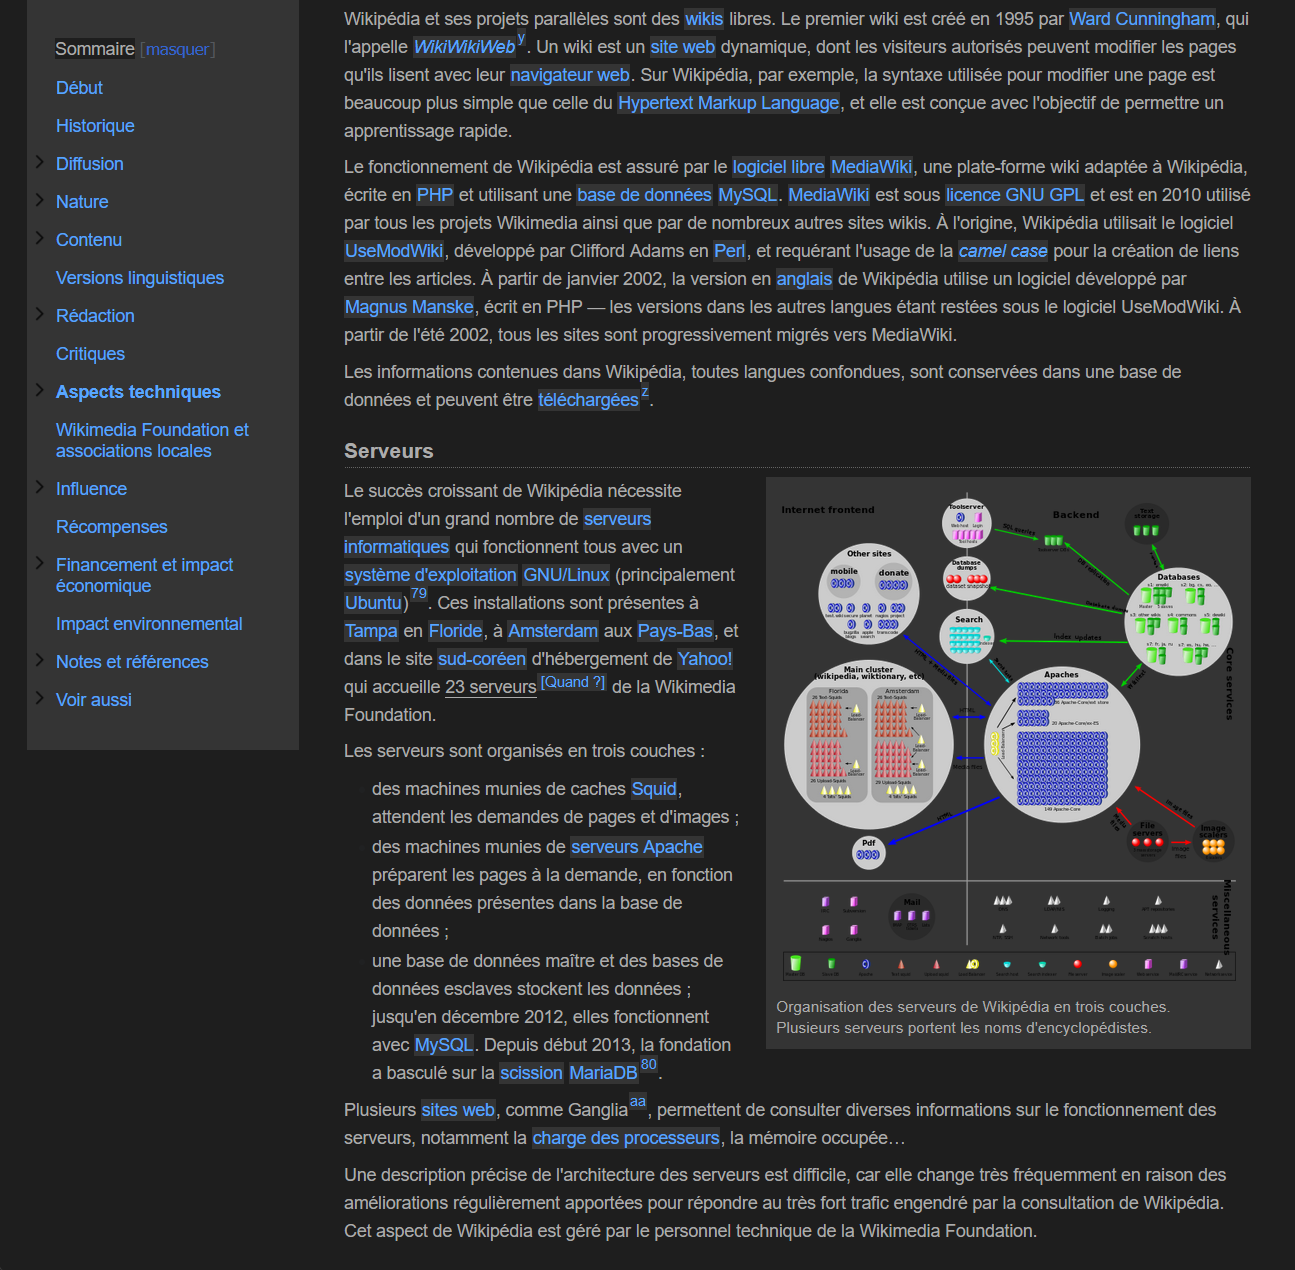 Sommaire [masquer]
Début
Historique
Diffusion
Nature
Contenu
Versions linguistiques
Rédaction
Critiques
Aspects techniques
Wikimedia Foundation et
associations locales
Influence
Récompenses
Financement et impact
économique
Impact environnemental
Notes et références
Voir aussi
Wikipédia et ses projets parallèles sont des wikis libres. Le premier wiki est créé en 1995 par Ward Cunningham, qui
l'appelle WikiWikiWeb y. Un wiki est un site web dynamique, dont les visiteurs autorisés peuvent modifier les pages
qu'ils lisent avec leur navigateur web. Sur Wikipédia, par exemple, la syntaxe utilisée pour modifier une page est
beaucoup plus simple que celle du Hypertext Markup Language, et elle est conçue avec l'objectif de permettre un
apprentissage rapide.
Le fonctionnement de Wikipédia est assuré par le logiciel libre MediaWiki, une plate-forme wiki adaptée à Wikipédia,
écrite en PHP et utilisant une base de données MySQL. MediaWiki est sous licence GNU GPL et est en 2010 utilisé
par tous les projets Wikimedia ainsi que par de nombreux autres sites wikis. À l'origine, Wikipédia utilisait le logiciel
UseModWiki, développé par Clifford Adams en Perl, et requérant l'usage de la camel case pour la création de liens
entre les articles. À partir de janvier 2002, la version en anglais de Wikipédia utilise un logiciel développé par
Magnus Manske, écrit en PHP — les versions dans les autres langues étant restées sous le logiciel UseModWiki. À
partir de l'été 2002, tous les sites sont progressivement migrés vers MediaWiki.
Les informations contenues dans Wikipédia, toutes langues confondues, sont conservées dans une base de
données et peuvent être téléchargées z.
Serveurs
Le succès croissant de Wikipédia nécessite
l'emploi d'un grand nombre de serveurs
informatiques qui fonctionnent tous avec un
système d'exploitation GNU/Linux (principalement
Ubuntu) 79. Ces installations sont présentes à
Tampa en Floride, à Amsterdam aux Pays-Bas, et
dans le site sud-coréen d'hébergement de Yahoo!
qui accueille 23 serveurs [Quand ?] de la Wikimedia
Foundation.
Les serveurs sont organisés en trois couches :
des machines munies de caches Squid,
attendent les demandes de pages et d'images ;
des machines munies de serveurs Apache
préparent les pages à la demande, en fonction
des données présentes dans la base de
données ;
une base de données maître et des bases de
données esclaves stockent les données ;
jusqu'en décembre 2012, elles fonctionnent
avec MySQL. Depuis début 2013, la fondation
a basculé sur la scission MariaDB 80.
Internet frontend
Backend
Toolserver
Text
storage
SQL queries
Other sites
mobile
donate
Database
dumps
dataset snapshot
Databases
Search
Index updates
Core services
Main cluster
(wikipedia, wiktionary, etc)
Florida
Amsterdam
Apaches
HTML
Media files
HTML
Pdf
File
servers
Image
scalers
Image
files
Mail
Miscellaneous
services
Organisation des serveurs de Wikipédia en trois couches.
Plusieurs serveurs portent les noms d'encyclopédistes.
Plusieurs sites web, comme Ganglia aa, permettent de consulter diverses informations sur le fonctionnement des
serveurs, notamment la charge des processeurs, la mémoire occupée…
Une description précise de l'architecture des serveurs est difficile, car elle change très fréquemment en raison des
améliorations régulièrement apportées pour répondre au très fort trafic engendré par la consultation de Wikipédia.
Cet aspect de Wikipédia est géré par le personnel technique de la Wikimedia Foundation.